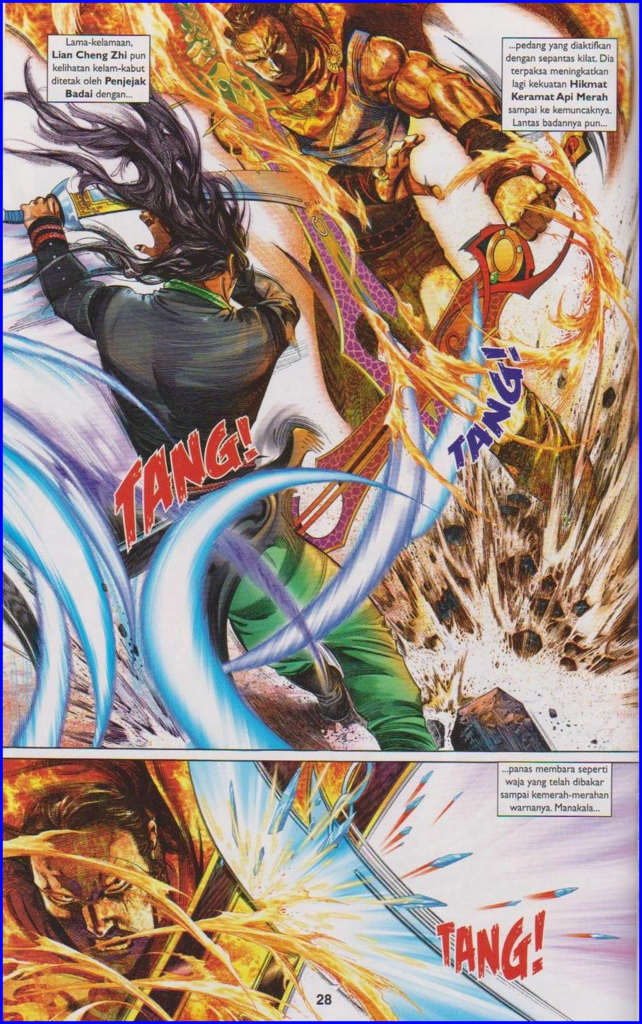 Lama-kelamaan,
Lian Cheng Zhi pun
kelihatan kelam-kabut
ditetak oleh Penjejak
Badai dengan...
...pedang yang diaktifkan
dengan sepantas kilat. Dia
terpaksa meningkatkan
lagi kekuatan Hikmat
Keramat Api Merah
sampai ke kemuncaknya.
Lantas badannya pun...
TANG!
TANG!
...panas membara seperti
waja yang telah dibakar
sampai kemerah-merahan
warnanya. Manakala...
TANG!
28